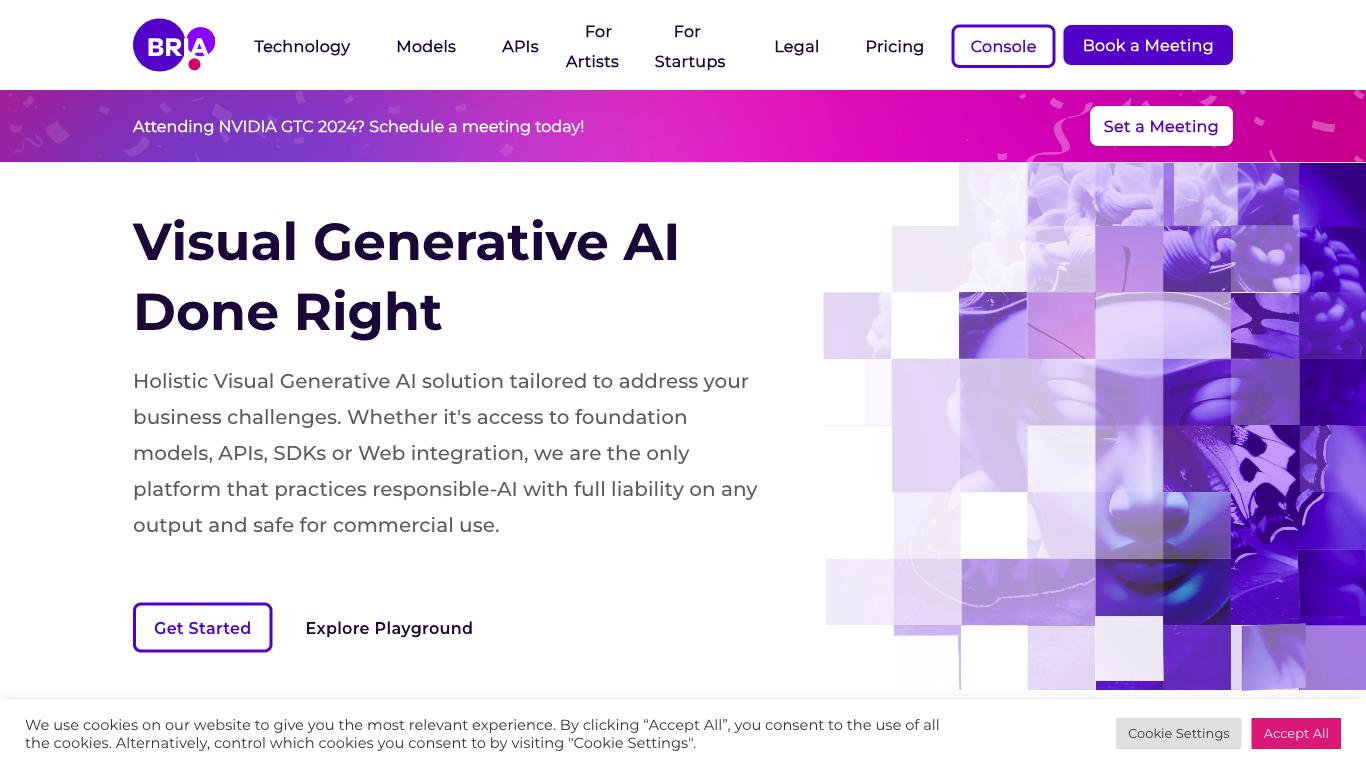 BRIA
Technology
Models
APIs
For
Artists
For
Startups
Legal
Pricing
Console
Book a Meeting
Attending NVIDIA GTC 2024? Schedule a meeting today!
Set a Meeting
Visual Generative AI
Done Right
Holistic Visual Generative AI solution tailored to address your
business challenges. Whether it's access to foundation
models, APIs, SDKs or Web integration, we are the only
platform that practices responsible-AI with full liability on any
output and safe for commercial use.
Get Started
Explore Playground
We use cookies on our website to give you the most relevant experience. By clicking “Accept All”, you consent to the use of all
the cookies. Alternatively, control which cookies you consent to by visiting "Cookie Settings".
Cookie Settings
Accept All